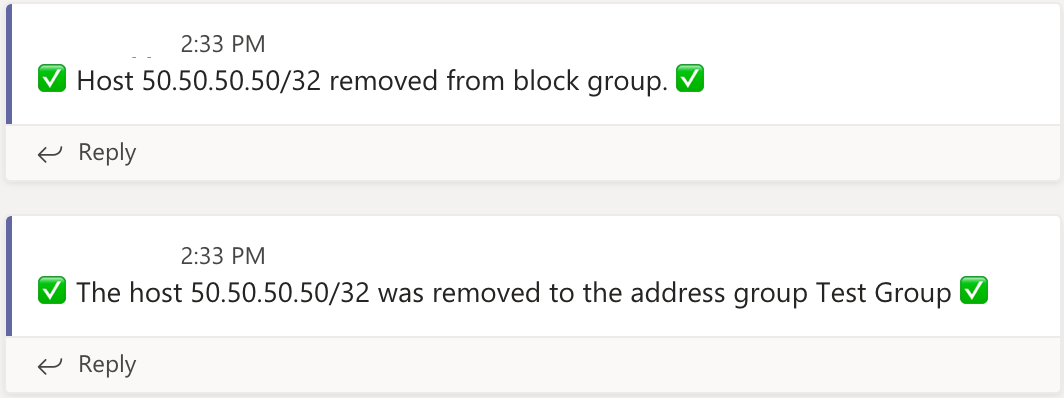 2:33 PM
✅ Host 50.50.50.50/32 removed from block group. ✅
Reply
2:33 PM
✅ The host 50.50.50.50/32 was removed to the address group Test Group ✅
Reply